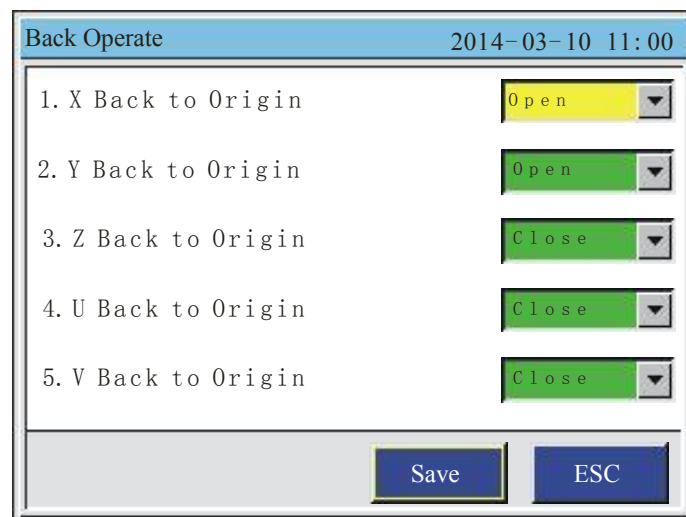 Back Operate 2014-03-10 11:00
1. X Back to Origin Open
2. Y Back to Origin Open
3. Z Back to Origin Close
4. U Back to Origin Close
5. V Back to Origin Close
Save ESC